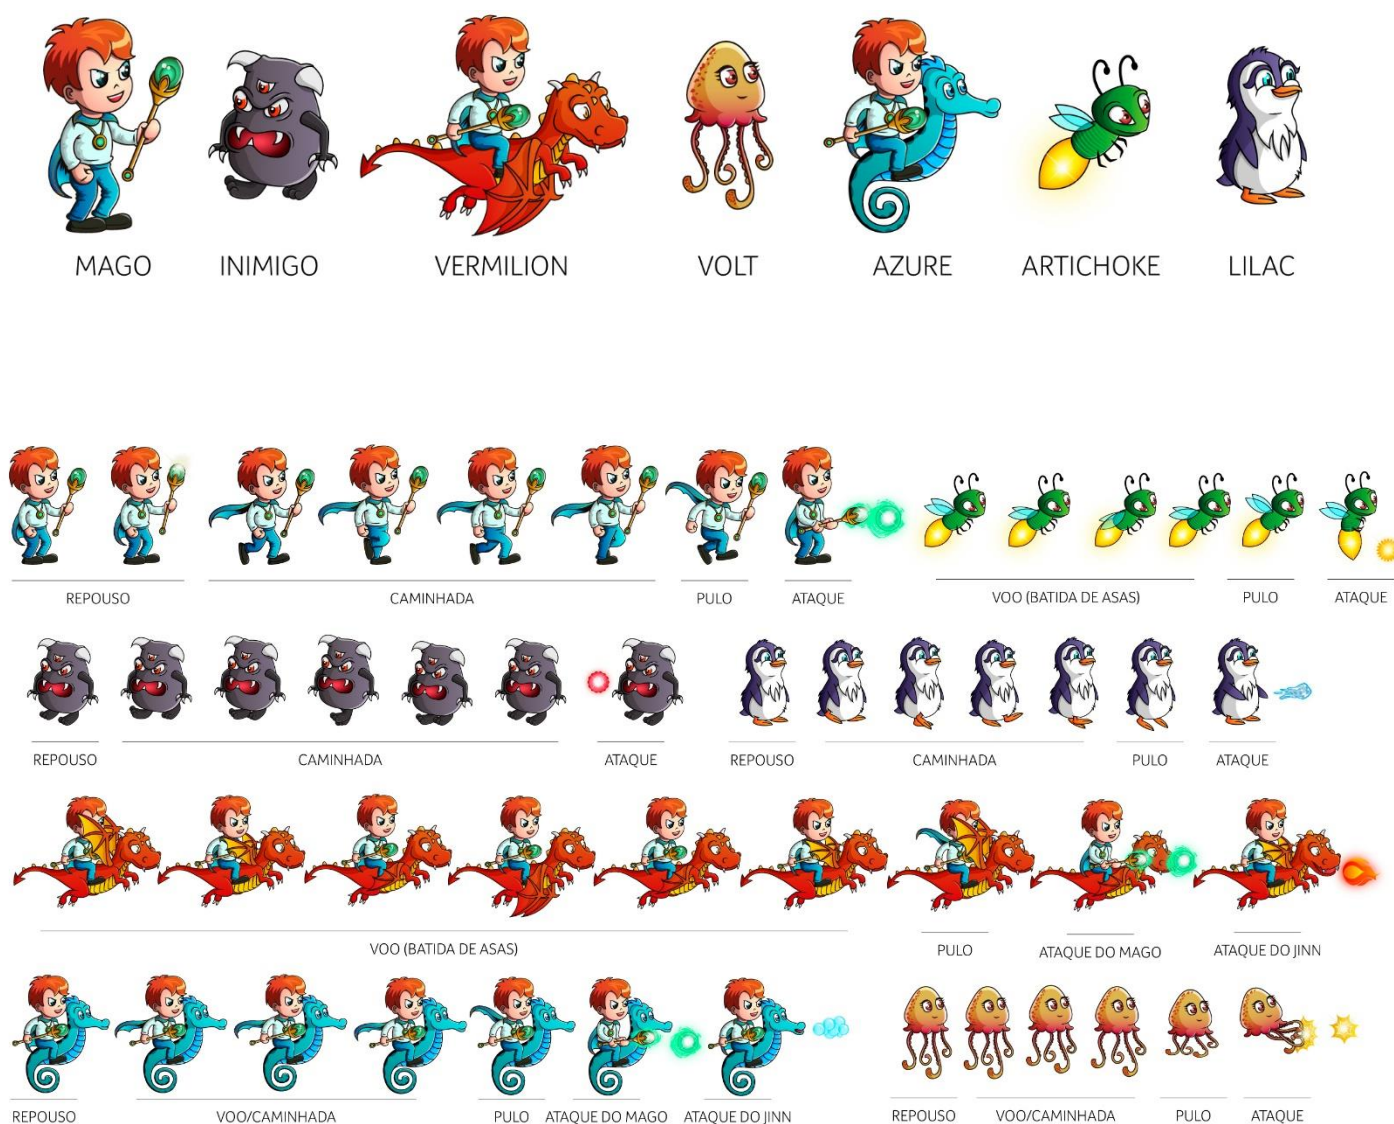 MAGO INIMIGO VERMILION VOLT AZURE ARTICHOKE LILAC
REPOUSO CAMINHADA PULO ATAQUE VOO (BATIDA DE ASAS) PULO ATAQUE
REPOUSO CAMINHADA ATAQUE REPOUSO CAMINHADA PULO ATAQUE
VOO (BATIDA DE ASAS) PULO ATAQUE DO MAGO ATAQUE DO JINN
REPOUSO VOO/CAMINHADA PULO ATAQUE DO MAGO ATAQUE DO JINN REPOUSO VOO/CAMINHADA PULO ATAQUE